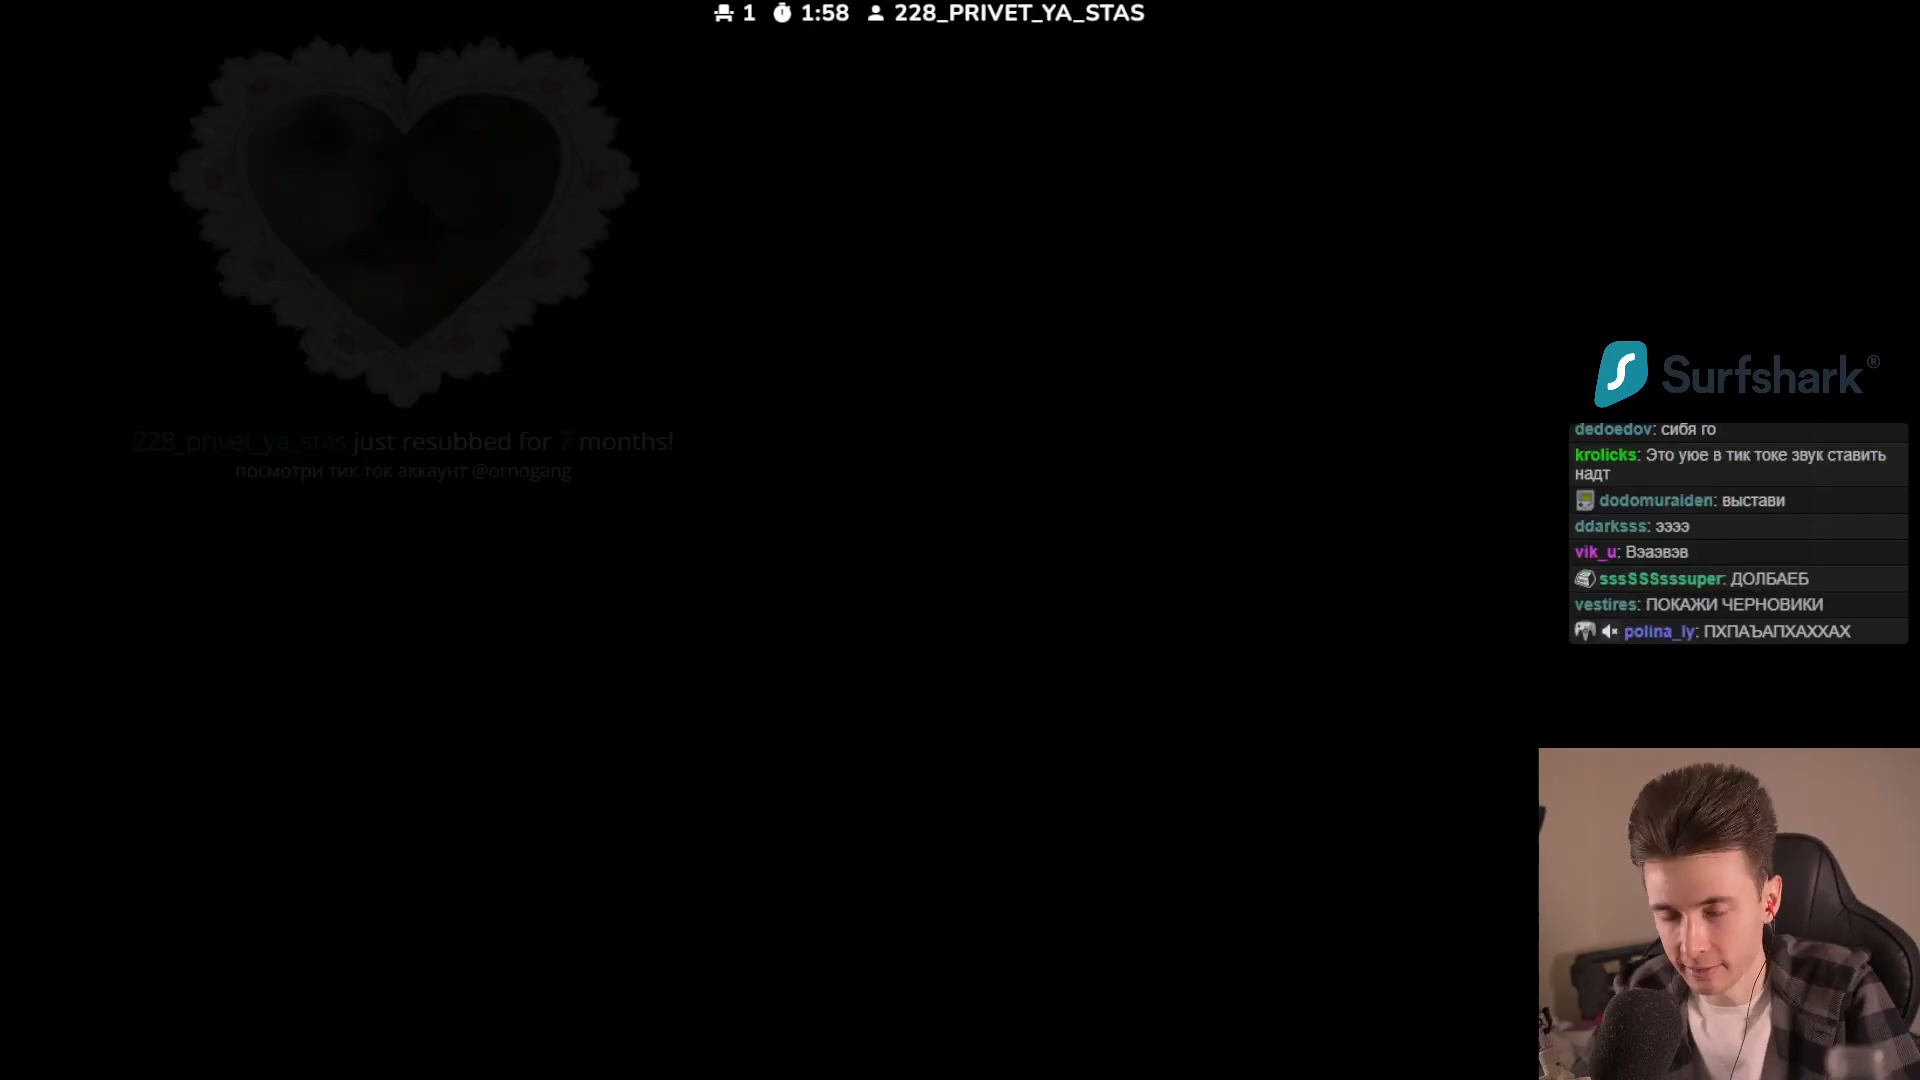 1 1:58 228_PRIVET_YA_STAS
228_privet_ya_stas just resubbed for 7 months!
посмотри тик ток аккаунт @ornogang
Surfshark®
dedoedov: сибя го
krolicks: Это уюе в тик токе звук ставить
надт
dodomuraiden: выстави
ddarksss: ээээ
vik_u: Вэаэвэв
sssSSSsssuper: ДОЛБАЕБ
vestires: ПОКАЖИ ЧЕРНОВИКИ
polina_ly: ПХПАЪАПХАХХАХ